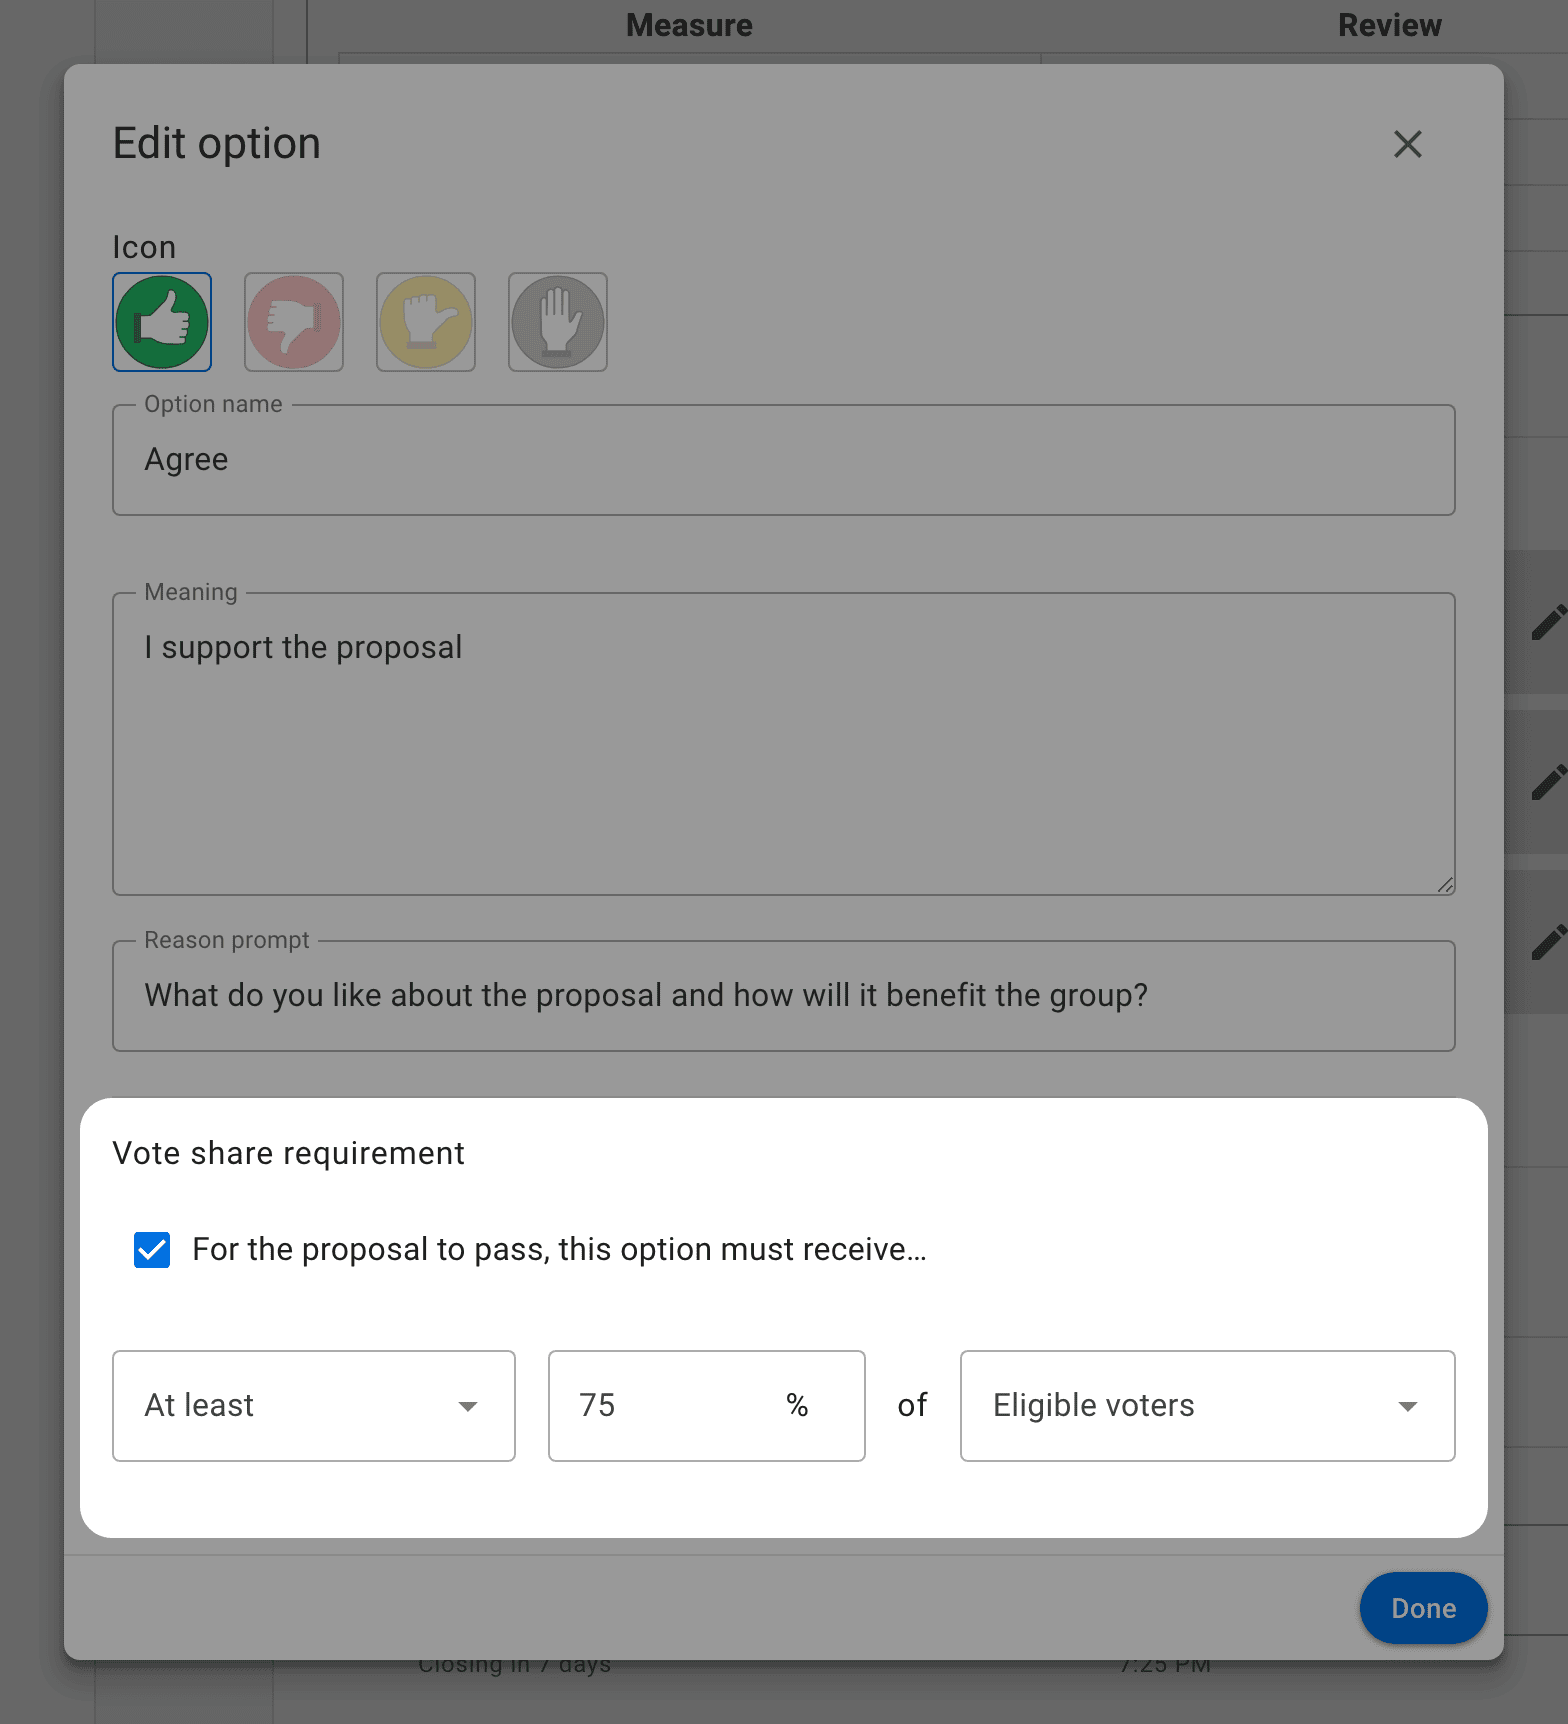 Measure
Review
Edit option
Icon
Option name
Agree
Meaning
I support the proposal
Reason prompt
What do you like about the proposal and how will it benefit the group?
Vote share requirement
For the proposal to pass, this option must receive…
At least
75 %
of
Eligible voters
Done
Closing in 7 days
7:25 PM